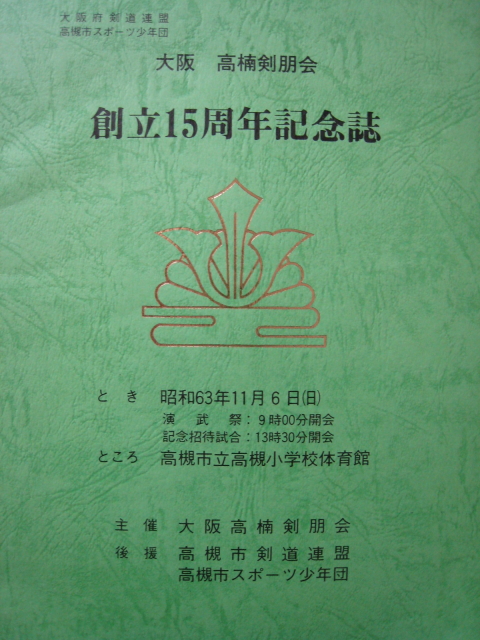 大阪府剣道連盟
高槻市スポーツ少年団
大阪 高楠剣朋会
創立15周年記念誌
とき 昭和63年11月6日(日)
演武祭：9時00分開会
記念招待試合：13時30分開会
ところ 高槻市立高槻小学校体育館
主催 大阪高楠剣朋会
後援 高槻市剣道連盟
高槻市スポーツ少年団